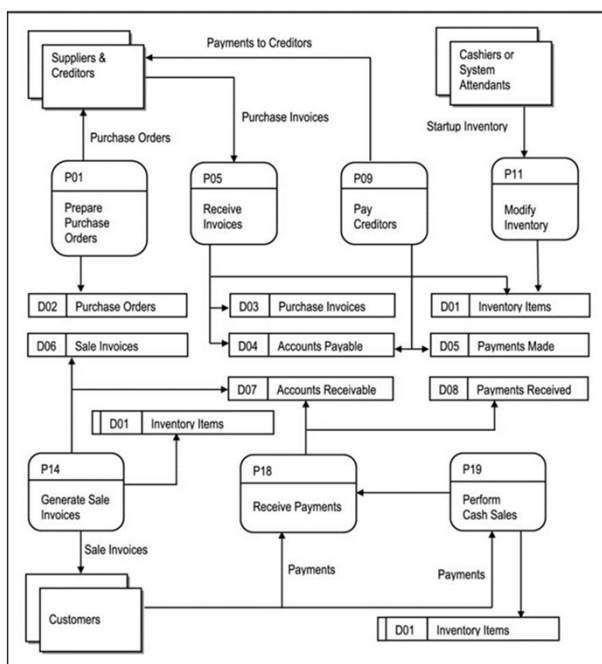 Suppliers &
Creditors
Payments to Creditors
Cashiers or
System
Attendants
Purchase Orders
Purchase Invoices
Startup Inventory
P01
Prepare
Purchase
Orders
P05
Receive
Invoices
P09
Pay
Creditors
P11
Modify
Inventory
D02 Purchase Orders
D03 Purchase Invoices
D01 Inventory Items
D06 Sale Invoices
D04 Accounts Payable
D05 Payments Made
D07 Accounts Receivable
D08 Payments Received
D01 Inventory Items
P14
Generate Sale
Invoices
P18
Receive Payments
P19
Perform
Cash Sales
Sale Invoices
Payments
Payments
Customers
D01 Inventory Items